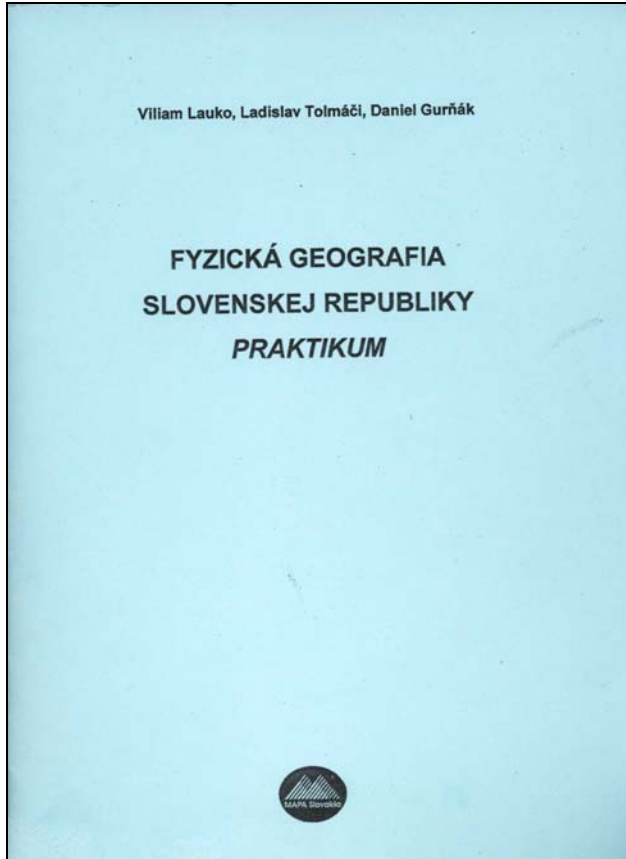 Viliam Lauko, Ladislav Tolmáči, Daniel Gurňák
FYZICKÁ GEOGRAFIA
SLOVENSKEJ REPUBLIKY
PRAKTIKUM
MAPA Slovakia